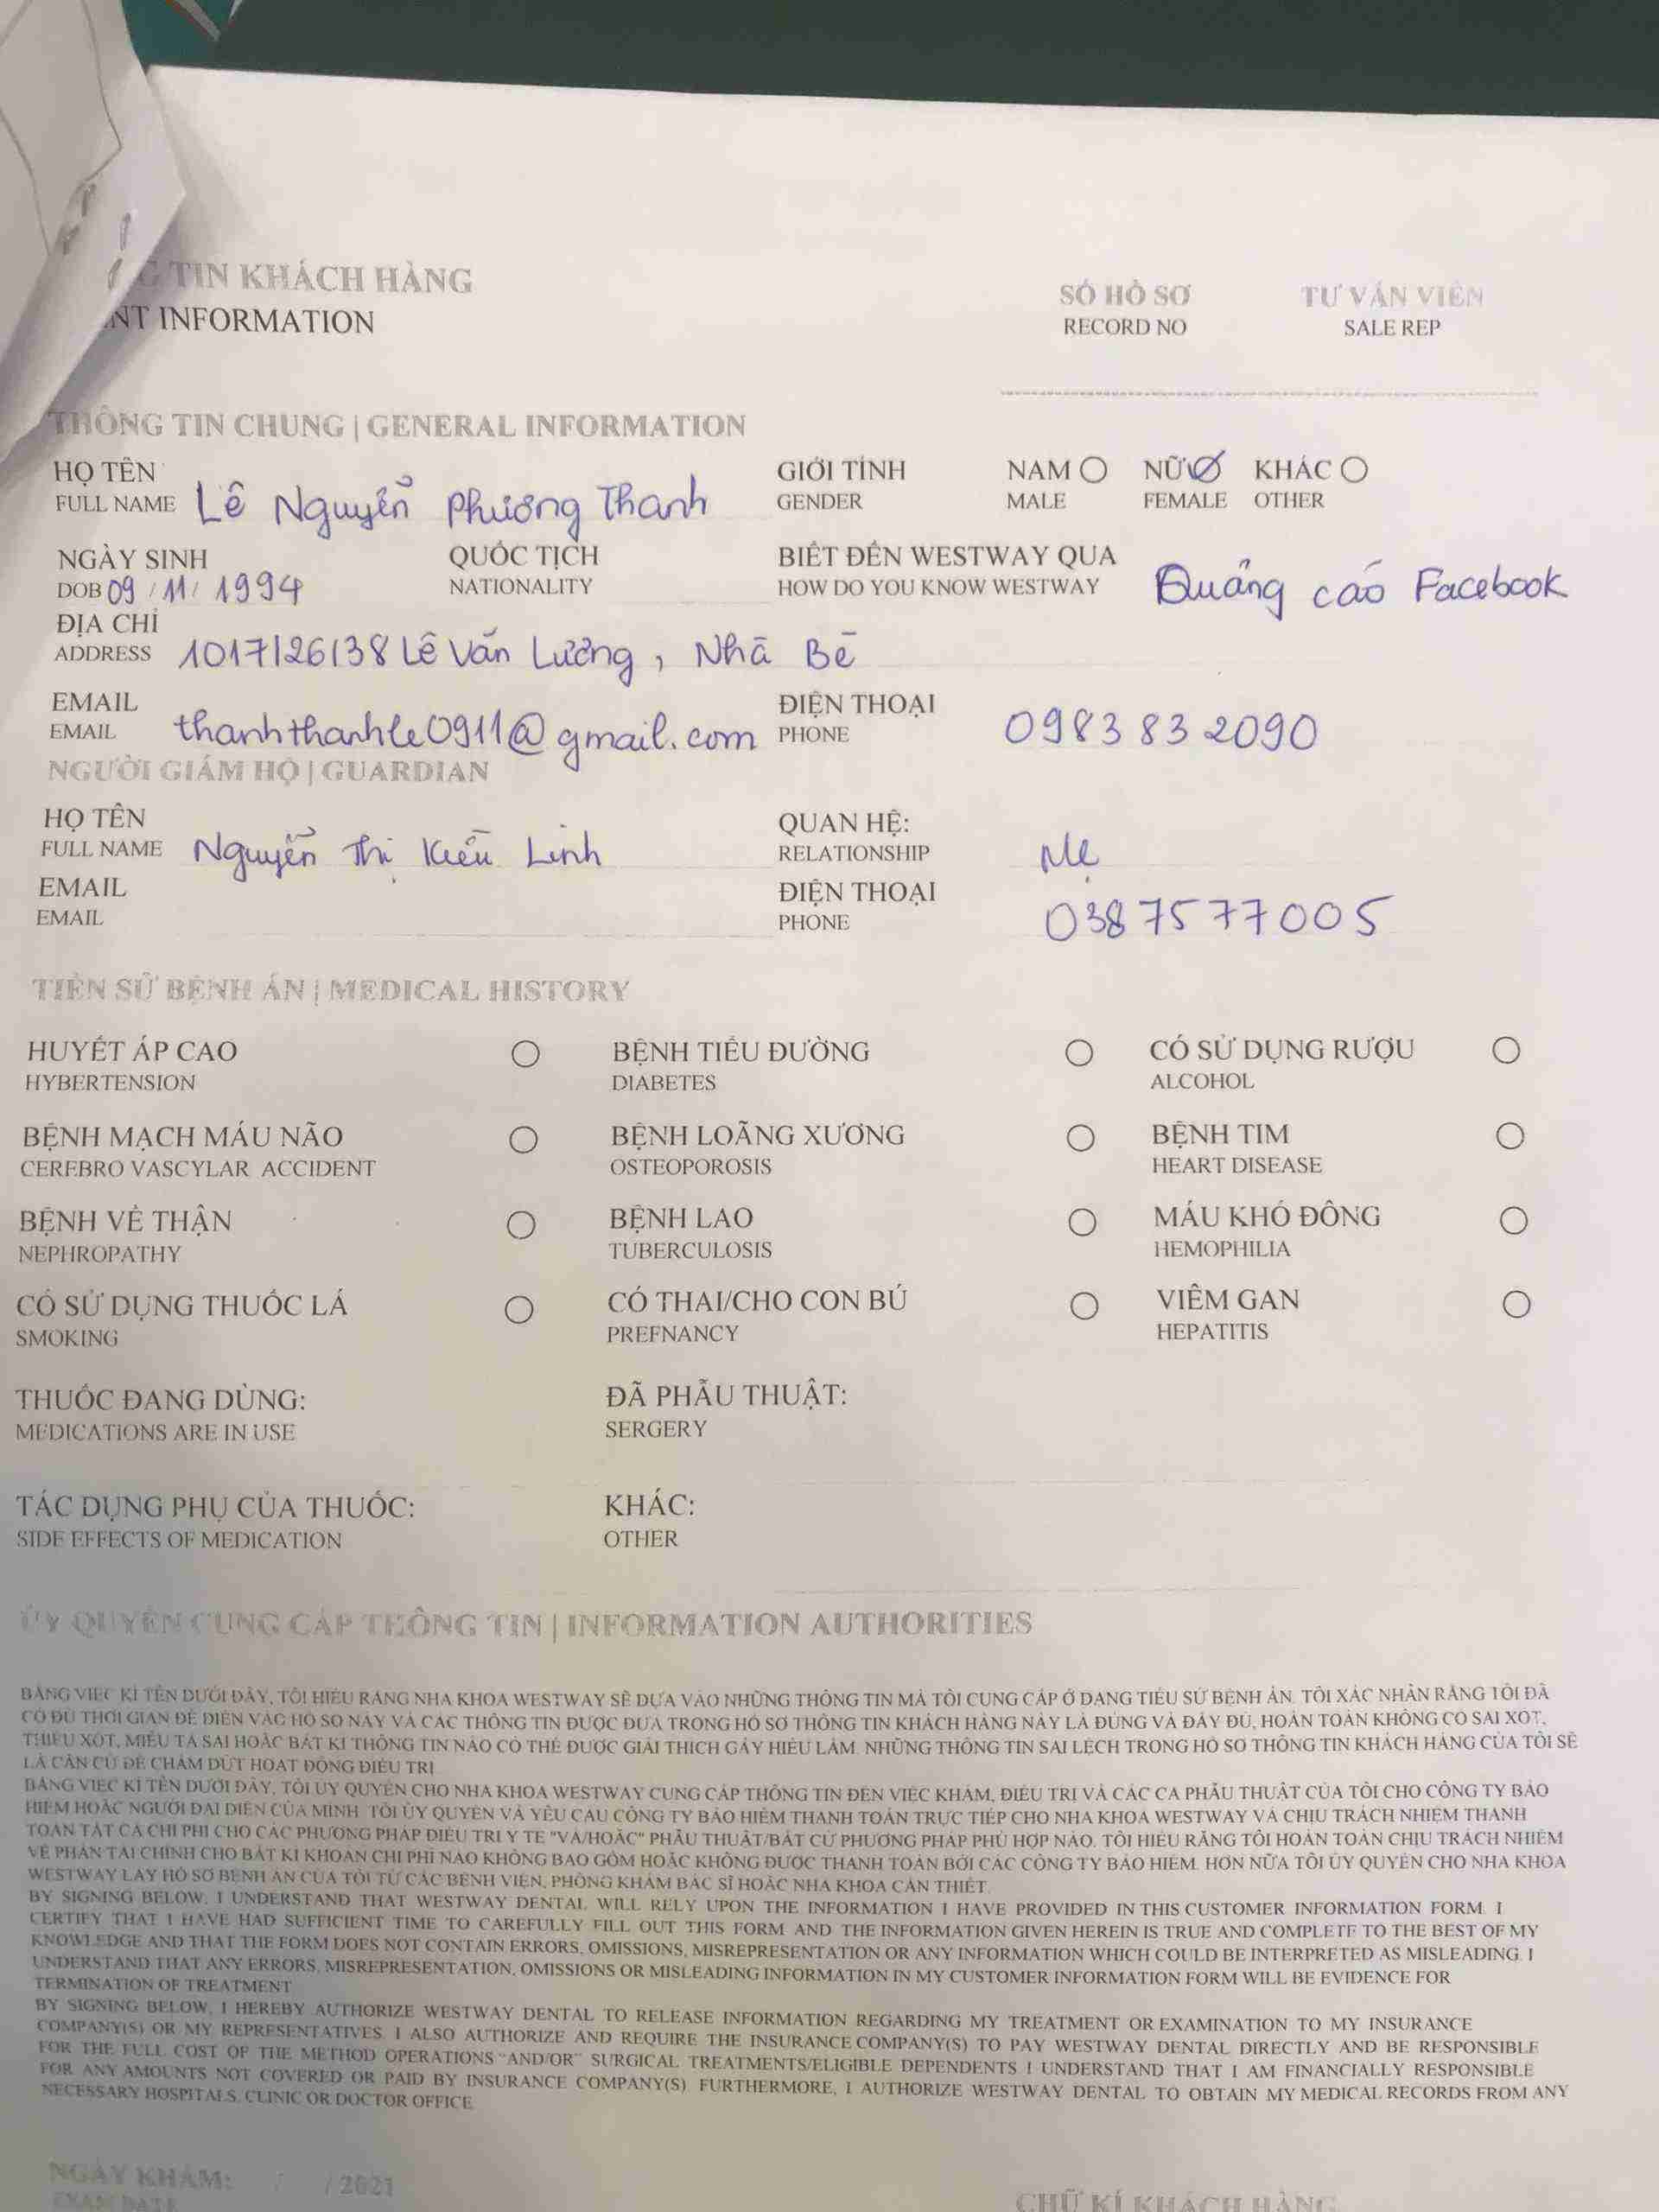 G TIN KHÁCH HÀNG
NT INFORMATION
SỐ HỒ SƠ
RECORD NO
TƯ VẤN VIÊN
SALE REP
THÔNG TIN CHUNG | GENERAL INFORMATION
HỌ TÊN
FULL NAME Lê Nguyễn Phương Thanh
GIỚI TÍNH
GENDER
NAM NỮ KHÁC
MALE FEMALE OTHER
NGÀY SINH
DOB 09 / 11 / 1994
QUỐC TỊCH
NATIONALITY
BIẾT ĐẾN WESTWAY QUA
HOW DO YOU KNOW WESTWAY Quảng cáo Facebook
ĐỊA CHỈ
ADDRESS 1017/26/38 Lê Văn Lương, Nhà Bè
EMAIL
EMAIL thanhthanhle0911@gmail.com
ĐIỆN THOẠI
PHONE 0983832090
NGƯỜI GIÁM HỘ | GUARDIAN
HỌ TÊN
FULL NAME Nguyễn Thị Kiều Linh
QUAN HỆ:
RELATIONSHIP Mẹ
EMAIL
EMAIL
ĐIỆN THOẠI
PHONE 0387577005
TIỀN SỬ BỆNH ÁN | MEDICAL HISTORY
HUYẾT ÁP CAO
HYBERTENSION
BỆNH TIỂU ĐƯỜNG
DIABETES
CÓ SỬ DỤNG RƯỢU
ALCOHOL
BỆNH MẠCH MÁU NÃO
CEREBRO VASCYLAR ACCIDENT
BỆNH LOÃNG XƯƠNG
OSTEOPOROSIS
BỆNH TIM
HEART DISEASE
BỆNH VỀ THẬN
NEPHROPATHY
BỆNH LAO
TUBERCULOSIS
MÁU KHÓ ĐÔNG
HEMOPHILIA
CÓ SỬ DỤNG THUỐC LÁ
SMOKING
CÓ THAI/CHO CON BÚ
PREFNANCY
VIÊM GAN
HEPATITIS
THUỐC ĐANG DÙNG:
MEDICATIONS ARE IN USE
ĐÃ PHẪU THUẬT:
SERGERY
TÁC DỤNG PHỤ CỦA THUỐC:
SIDE EFFECTS OF MEDICATION
KHÁC:
OTHER
ỦY QUYỀN CUNG CẤP THÔNG TIN | INFORMATION AUTHORITIES
BẰNG VIỆC KÍ TÊN DƯỚI ĐÂY, TÔI HIỂU RẰNG NHA KHOA WESTWAY SẼ DỰA VÀO NHỮNG THÔNG TIN MÀ TÔI CUNG CẤP Ở DẠNG TIỂU SỬ BỆNH ÁN. TÔI XÁC NHẬN RẰNG TÔI ĐÃ
CÓ ĐỦ THỜI GIAN ĐỂ ĐIỀN VÀO HỒ SƠ NÀY VÀ CÁC THÔNG TIN ĐƯỢC ĐƯA TRONG HỒ SƠ THÔNG TIN KHÁCH HÀNG NÀY LÀ ĐÚNG VÀ ĐẦY ĐỦ, HOÀN TOÀN KHÔNG CÓ SAI XÓT,
THIẾU XÓT, MIÊU TẢ SAI HOẶC BẤT KÌ THÔNG TIN NÀO CÓ THỂ ĐƯỢC GIẢI THÍCH GÂY HIỂU LẦM. NHỮNG THÔNG TIN SAI LỆCH TRONG HỒ SƠ THÔNG TIN KHÁCH HÀNG CỦA TÔI SẼ
LÀ CĂN CỨ ĐỂ CHẤM DỨT HOẠT ĐỘNG ĐIỀU TRỊ
BẰNG VIỆC KÍ TÊN DƯỚI ĐÂY, TÔI ỦY QUYỀN CHO NHA KHOA WESTWAY CUNG CẤP THÔNG TIN ĐẾN VIỆC KHÁM, ĐIỀU TRỊ VÀ CÁC CA PHẪU THUẬT CỦA TÔI CHO CÔNG TY BẢO
HIỂM HOẶC NGƯỜI ĐẠI DIỆN CỦA MÌNH. TÔI ỦY QUYỀN VÀ YÊU CẦU CÔNG TY BẢO HIỂM THANH TOÁN TRỰC TIẾP CHO NHA KHOA WESTWAY VÀ CHỊU TRÁCH NHIỆM THANH
TOÁN TẤT CẢ CHI PHÍ CHO CÁC PHƯƠNG PHÁP ĐIỀU TRỊ Y TẾ "VÀ/HOẶC" PHẪU THUẬT/BẤT CỨ PHƯƠNG PHÁP PHÙ HỢP NÀO. TÔI HIỂU RẰNG TÔI HOÀN TOÀN CHỊU TRÁCH NHIỆM
VỀ PHẦN TÀI CHÍNH CHO BẤT KÌ KHOẢN CHI PHÍ NÀO KHÔNG BAO GỒM HOẶC KHÔNG ĐƯỢC THANH TOÁN BỞI CÁC CÔNG TY BẢO HIỂM. HƠN NỮA TÔI ỦY QUYỀN CHO NHA KHOA
WESTWAY LẤY HỒ SƠ BỆNH ÁN CỦA TÔI TỪ CÁC BỆNH VIỆN, PHÒNG KHÁM BÁC SĨ HOẶC NHA KHOA CẦN THIẾT.
BY SIGNING BELOW, I UNDERSTAND THAT WESTWAY DENTAL WILL RELY UPON THE INFORMATION I HAVE PROVIDED IN THIS CUSTOMER INFORMATION FORM. I
CERTIFY THAT I HAVE HAD SUFFICIENT TIME TO CAREFULLY FILL OUT THIS FORM AND THE INFORMATION GIVEN HEREIN IS TRUE AND COMPLETE TO THE BEST OF MY
KNOWLEDGE AND THAT THE FORM DOES NOT CONTAIN ERRORS, OMISSIONS, MISREPRESENTATION OR ANY INFORMATION WHICH COULD BE INTERPRETED AS MISLEADING. I
UNDERSTAND THAT ANY ERRORS, MISREPRESENTATION, OMISSIONS OR MISLEADING INFORMATION IN MY CUSTOMER INFORMATION FORM WILL BE EVIDENCE FOR
TERMINATION OF TREATMENT
BY SIGNING BELOW, I HEREBY AUTHORIZE WESTWAY DENTAL TO RELEASE INFORMATION REGARDING MY TREATMENT OR EXAMINATION TO MY INSURANCE
COMPANY(S) OR MY REPRESENTATIVES. I ALSO AUTHORIZE AND REQUIRE THE INSURANCE COMPANY(S) TO PAY WESTWAY DENTAL DIRECTLY AND BE RESPONSIBLE
FOR THE FULL COST OF THE METHOD OPERATIONS "AND/OR" SURGICAL TREATMENTS/ELIGIBLE DEPENDENTS I UNDERSTAND THAT I AM FINANCIALLY RESPONSIBLE
FOR ANY AMOUNTS NOT COVERED OR PAID BY INSURANCE COMPANY(S). FURTHERMORE, I AUTHORIZE WESTWAY DENTAL TO OBTAIN MY MEDICAL RECORDS FROM ANY
NECESSARY HOSPITALS, CLINIC OR DOCTOR OFFICE
NGÀY KHÁM: / /2021
EXAM DATE
CHỮ KÍ KHÁCH HÀNG